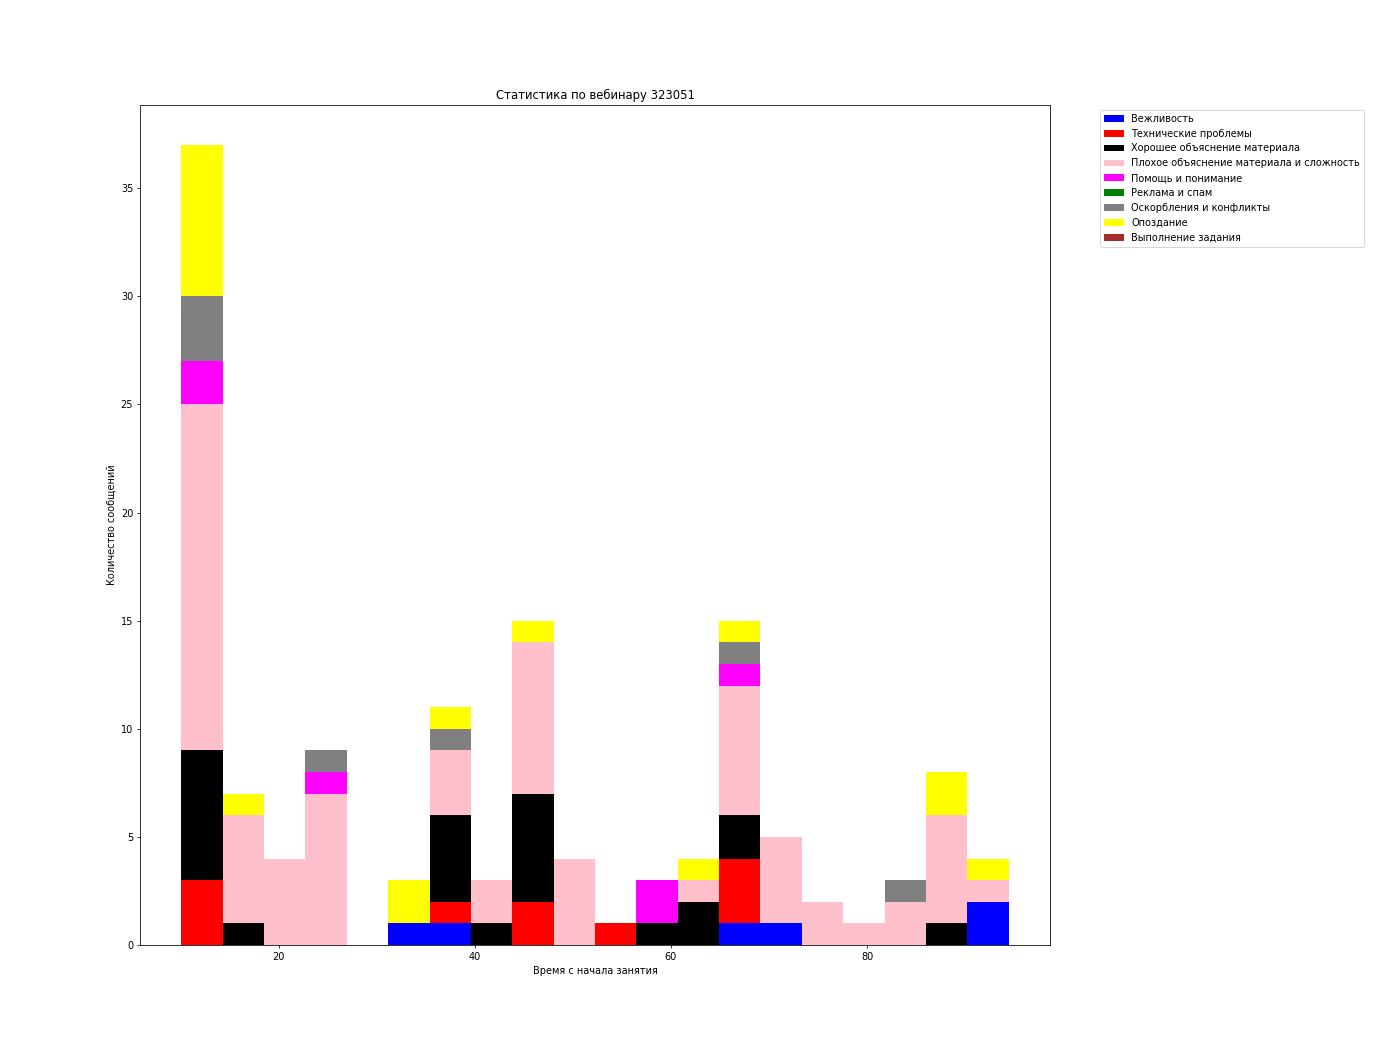 Статистика по вебинару 323051
Вежливость
Технические проблемы
Хорошее объяснение материала
Плохое объяснение материала и сложность
Помощь и понимание
Реклама и спам
Оскорбления и конфликты
Опоздание
Выполнение задания
Количество сообщений
35
30
25
20
15
10
5
0
20 40 60 80
Время с начала занятия